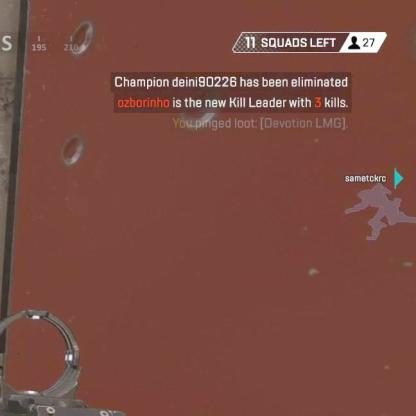 S
195
210
11 SQUADS LEFT 27
Champion deini90226 has been eliminated
ozborinho is the new Kill Leader with 3 kills.
You pinged loot: [Devotion LMG].
sametckrc